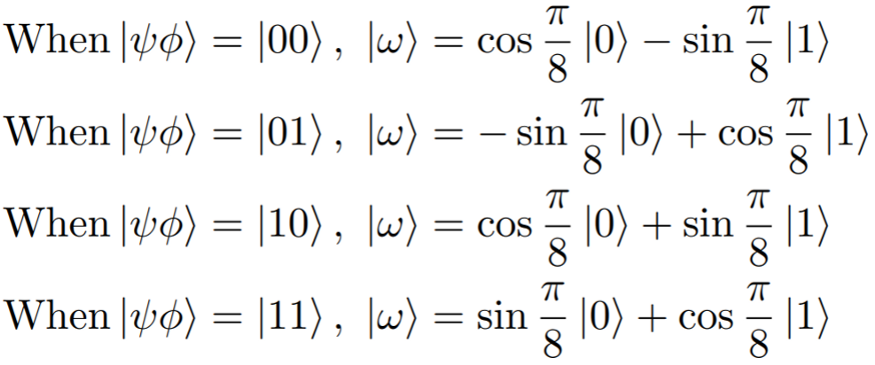 When |ψϕ⟩ = |00⟩ , |ω⟩ = cos π/8 |0⟩ − sin π/8 |1⟩
When |ψϕ⟩ = |01⟩ , |ω⟩ = − sin π/8 |0⟩ + cos π/8 |1⟩
When |ψϕ⟩ = |10⟩ , |ω⟩ = cos π/8 |0⟩ + sin π/8 |1⟩
When |ψϕ⟩ = |11⟩ , |ω⟩ = sin π/8 |0⟩ + cos π/8 |1⟩